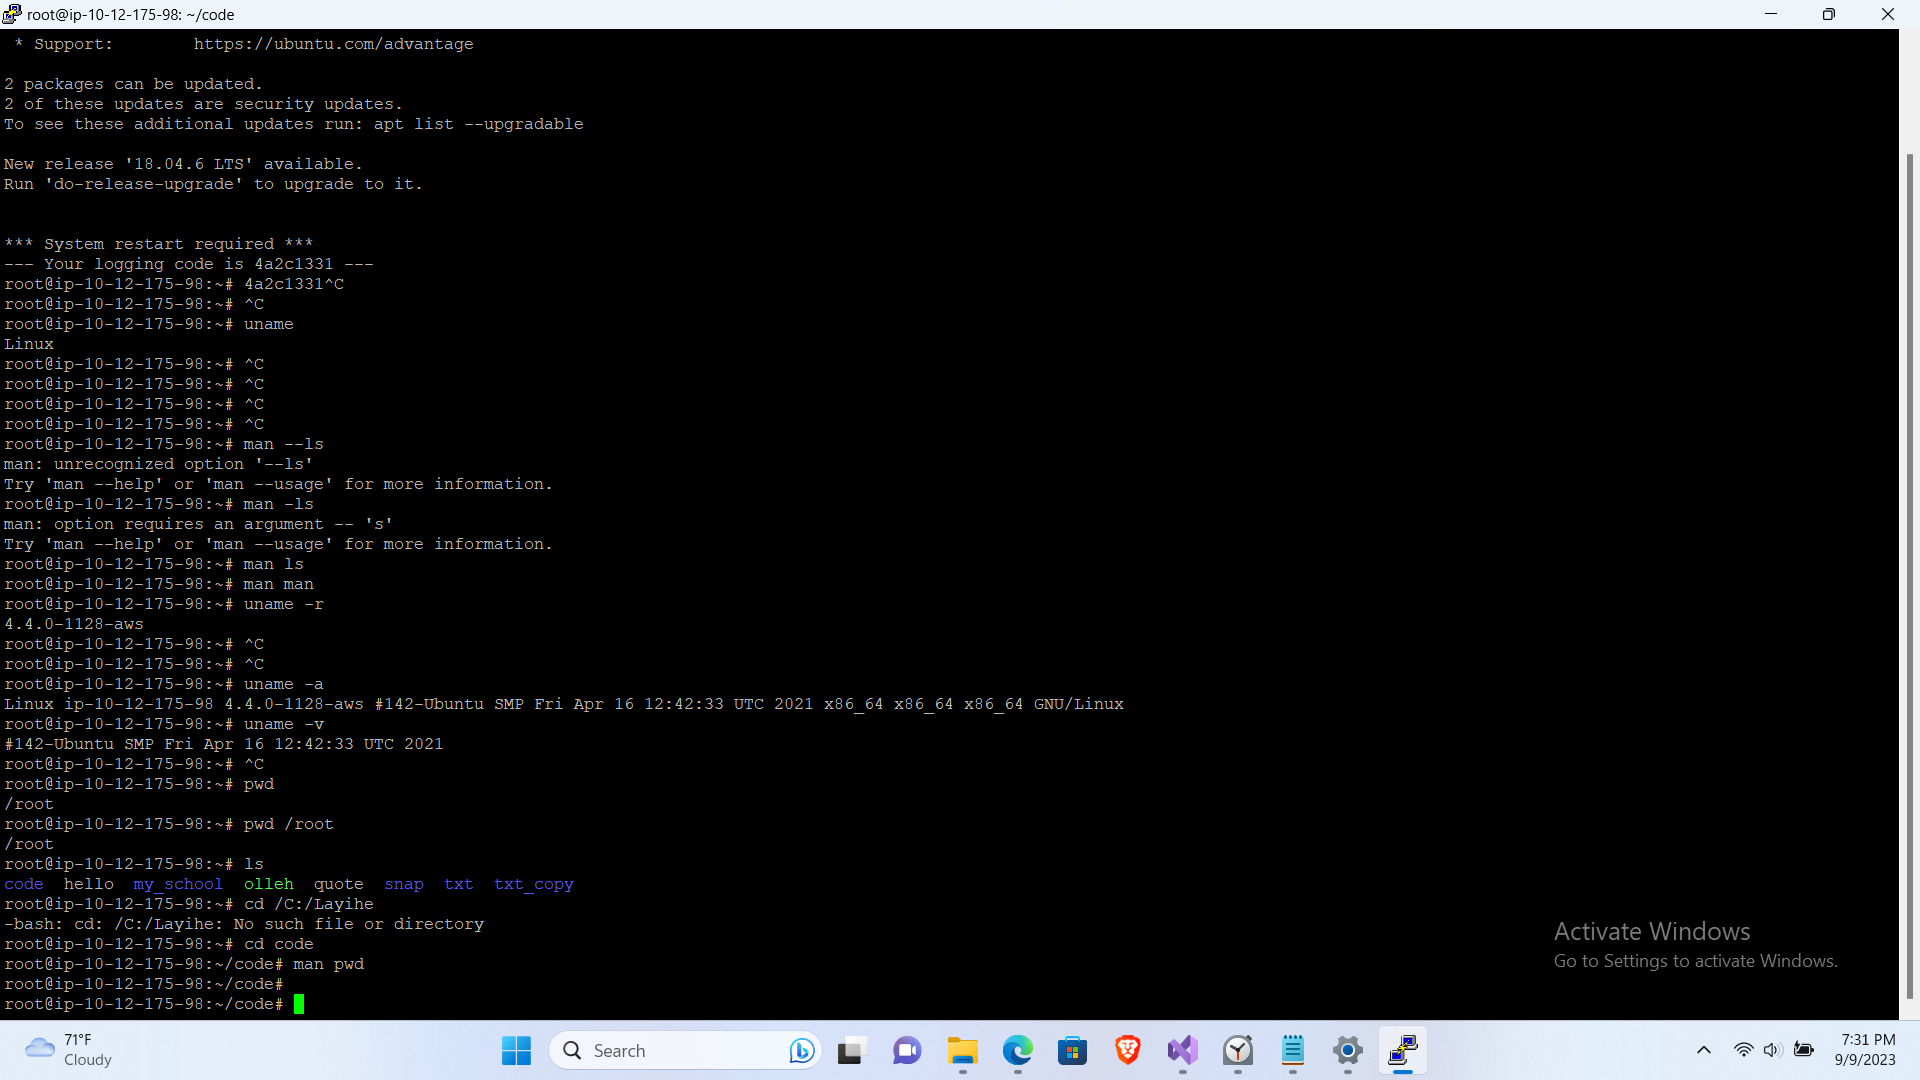 root@ip-10-12-175-98: ~/code
 * Support:        https://ubuntu.com/advantage
2 packages can be updated.
2 of these updates are security updates.
To see these additional updates run: apt list --upgradable
New release '18.04.6 LTS' available.
Run 'do-release-upgrade' to upgrade to it.
*** System restart required ***
--- Your logging code is 4a2c1331 ---
root@ip-10-12-175-98:~# 4a2c1331^C
root@ip-10-12-175-98:~# ^C
root@ip-10-12-175-98:~# uname
Linux
root@ip-10-12-175-98:~# ^C
root@ip-10-12-175-98:~# ^C
root@ip-10-12-175-98:~# ^C
root@ip-10-12-175-98:~# ^C
root@ip-10-12-175-98:~# man --ls
man: unrecognized option '--ls'
Try 'man --help' or 'man --usage' for more information.
root@ip-10-12-175-98:~# man -ls
man: option requires an argument -- 's'
Try 'man --help' or 'man --usage' for more information.
root@ip-10-12-175-98:~# man ls
root@ip-10-12-175-98:~# man man
root@ip-10-12-175-98:~# uname -r
4.4.0-1128-aws
root@ip-10-12-175-98:~# ^C
root@ip-10-12-175-98:~# ^C
root@ip-10-12-175-98:~# uname -a
Linux ip-10-12-175-98 4.4.0-1128-aws #142-Ubuntu SMP Fri Apr 16 12:42:33 UTC 2021 x86_64 x86_64 x86_64 GNU/Linux
root@ip-10-12-175-98:~# uname -v
#142-Ubuntu SMP Fri Apr 16 12:42:33 UTC 2021
root@ip-10-12-175-98:~# ^C
root@ip-10-12-175-98:~# pwd
/root
root@ip-10-12-175-98:~# pwd /root
/root
root@ip-10-12-175-98:~# ls
code  hello  my_school  olleh  quote  snap  txt  txt_copy
root@ip-10-12-175-98:~# cd /C:/Layihe
-bash: cd: /C:/Layihe: No such file or directory
root@ip-10-12-175-98:~# cd code
root@ip-10-12-175-98:~/code# man pwd
root@ip-10-12-175-98:~/code#
root@ip-10-12-175-98:~/code#
Activate Windows
Go to Settings to activate Windows.
71°F
Cloudy
Search
7:31 PM
9/9/2023